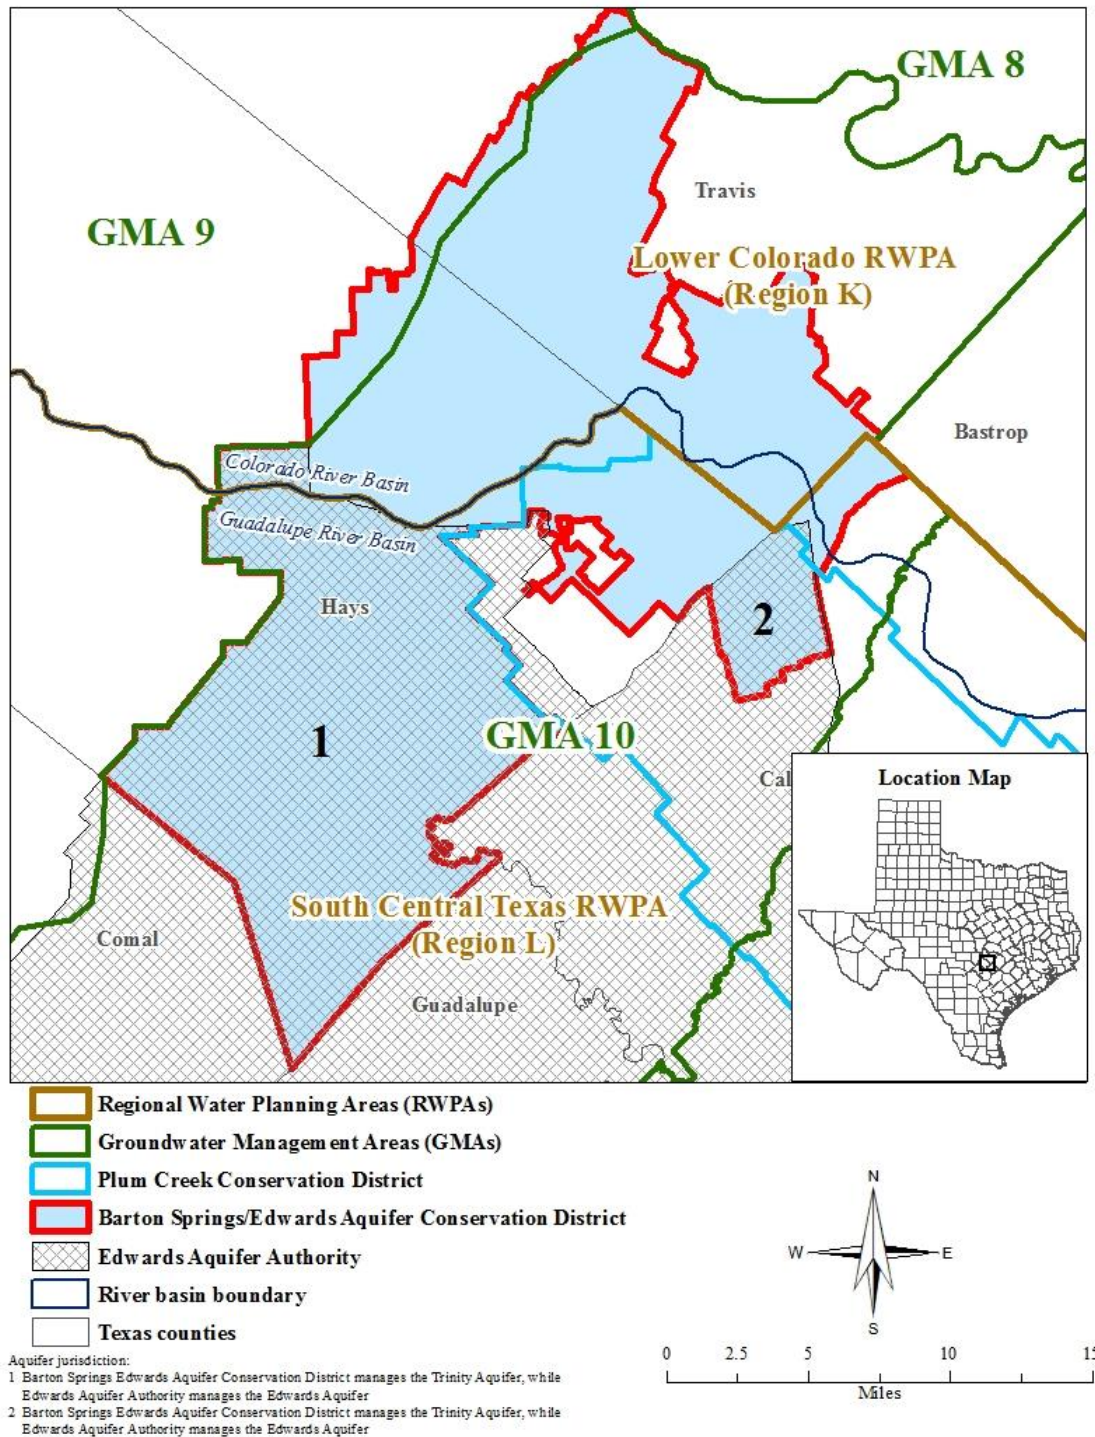 GMA 8
Travis
GMA 9
Lower Colorado RWPA
(Region K)
Bastrop
Colorado River Basin
Guadalupe River Basin
Hays
2
1
GMA 10
Cal
Location Map
South Central Texas RWPA
(Region L)
Comal
Guadalupe
Regional Water Planning Areas (RWPAs)
Groundwater Management Areas (GMAs)
Plum Creek Conservation District
Barton Springs/Edwards Aquifer Conservation District
Edwards Aquifer Authority
River basin boundary
Texas counties
N
W E
S
0 2.5 5 10 15
Miles
Aquifer jurisdiction:
1 Barton Springs Edwards Aquifer Conservation District manages the Trinity Aquifer, while
Edwards Aquifer Authority manages the Edwards Aquifer
2 Barton Springs Edwards Aquifer Conservation District manages the Trinity Aquifer, while
Edwards Aquifer Authority manages the Edwards Aquifer